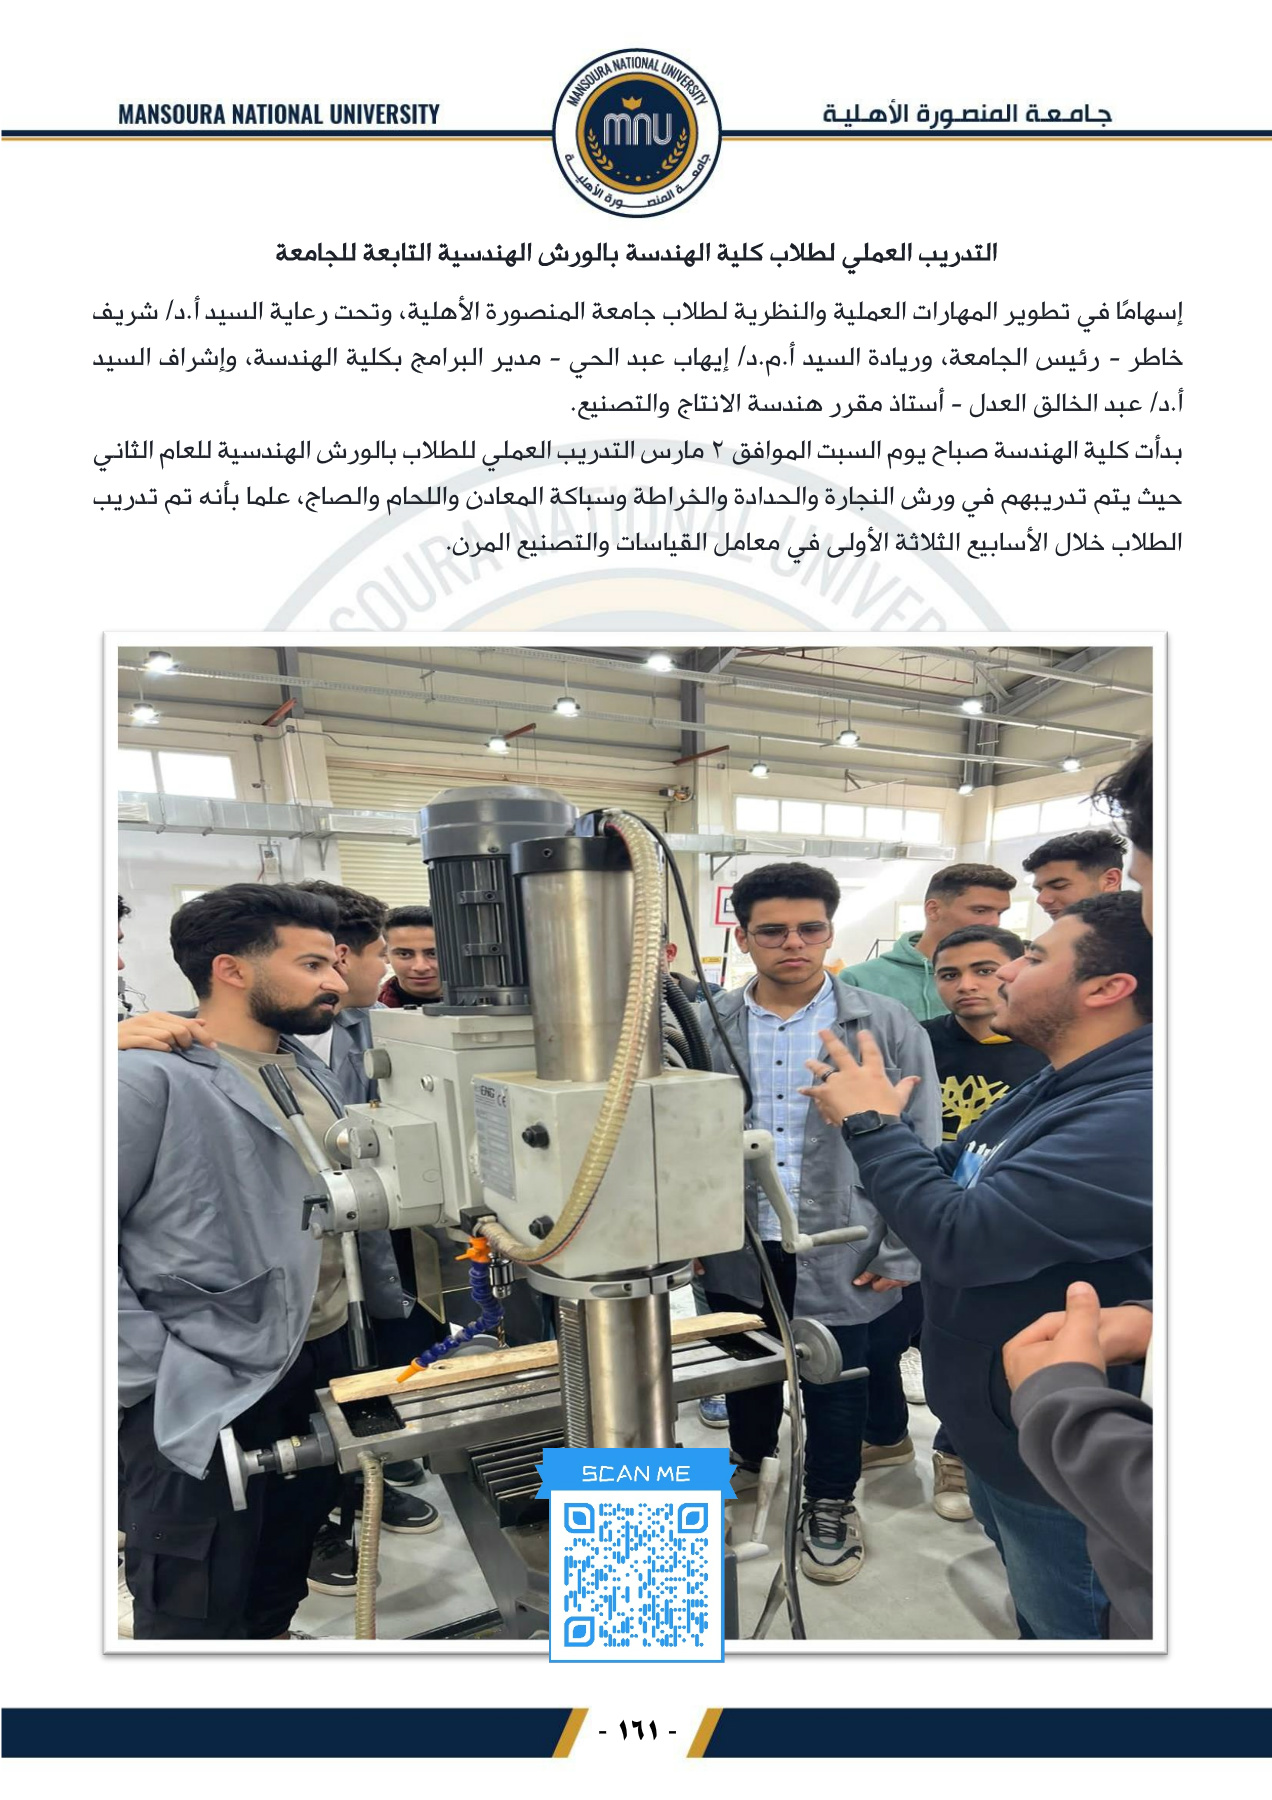 MANSOURA NATIONAL UNIVERSITY
جامعة المنصورة الأهلية
MANSOURA NATIONAL UNIVERSITY
mnu
جامعة المنصورة الأهلية
التدريب العملي لطلاب كلية الهندسة بالورش الهندسية التابعة للجامعة
إسهامًا في تطوير المهارات العملية والنظرية لطلاب جامعة المنصورة الأهلية، وتحت رعاية السيد أ.د/ شريف
خاطر - رئيس الجامعة، وريادة السيد أ.م.د/ إيهاب عبد الحي - مدير البرامج بكلية الهندسة، وإشراف السيد
أ.د/ عبد الخالق العدل - أستاذ مقرر هندسة الانتاج والتصنيع.
بدأت كلية الهندسة صباح يوم السبت الموافق ٢ مارس التدريب العملي للطلاب بالورش الهندسية للعام الثاني
حيث يتم تدريبهم في ورش النجارة والحدادة والخراطة وسباكة المعادن واللحام والصاج، علما بأنه تم تدريب
الطلاب خلال الأسابيع الثلاثة الأولى في معامل القياسات والتصنيع المرن.
SCAN ME
- ١٦١ -